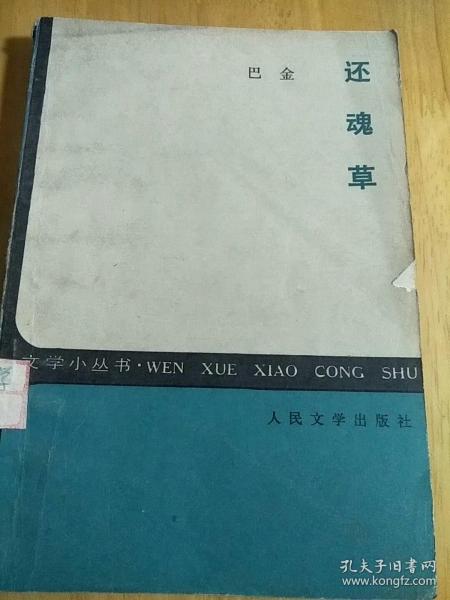 还魂草
巴金
文学小丛书·WEN XUE XIAO CONG SHU
人民文学出版社
孔夫子旧书网
www.kongfz.com